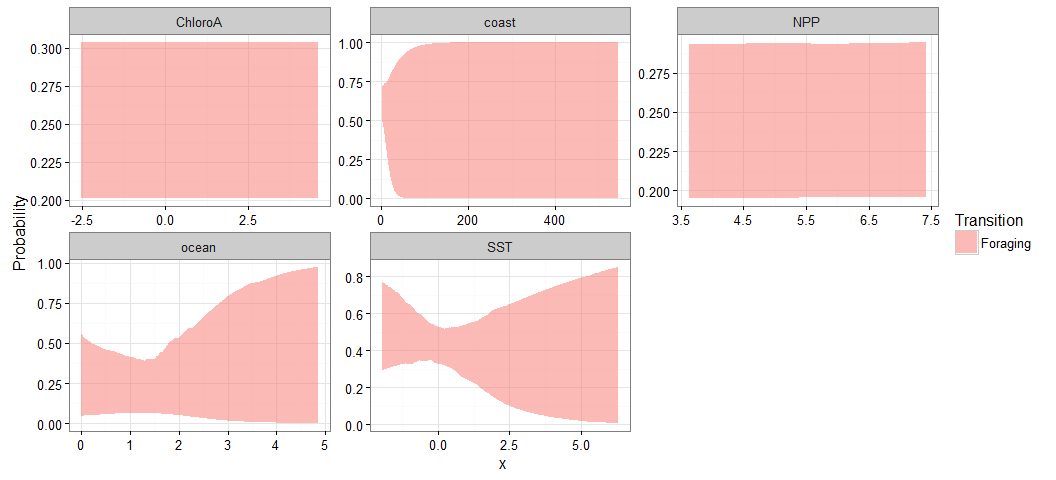 ChloroA
coast
NPP
0.300
0.275
0.250
0.225
0.200
-2.5 0.0 2.5
1.00
0.75
0.50
0.25
0.00
0 200 400
0.275
0.250
0.225
0.200
3.5 4.5 5.5 6.5 7.5
Probability
ocean
SST
1.00
0.75
0.50
0.25
0.00
0 1 2 3 4 5
0.8
0.6
0.4
0.2
0.0
0.0 2.5 5.0
x
Transition
Foraging